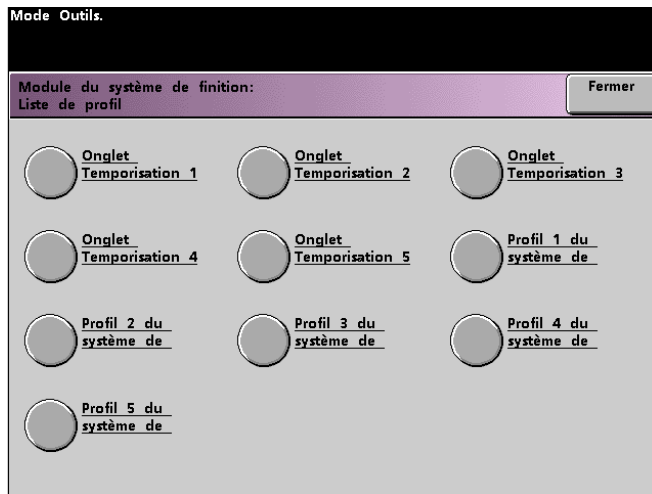 Mode Outils.
Module du système de finition:
Liste de profil
Fermer
Onglet
Temporisation 1
Onglet
Temporisation 2
Onglet
Temporisation 3
Onglet
Temporisation 4
Onglet
Temporisation 5
Profil 1 du
système de
Profil 2 du
système de
Profil 3 du
système de
Profil 4 du
système de
Profil 5 du
système de